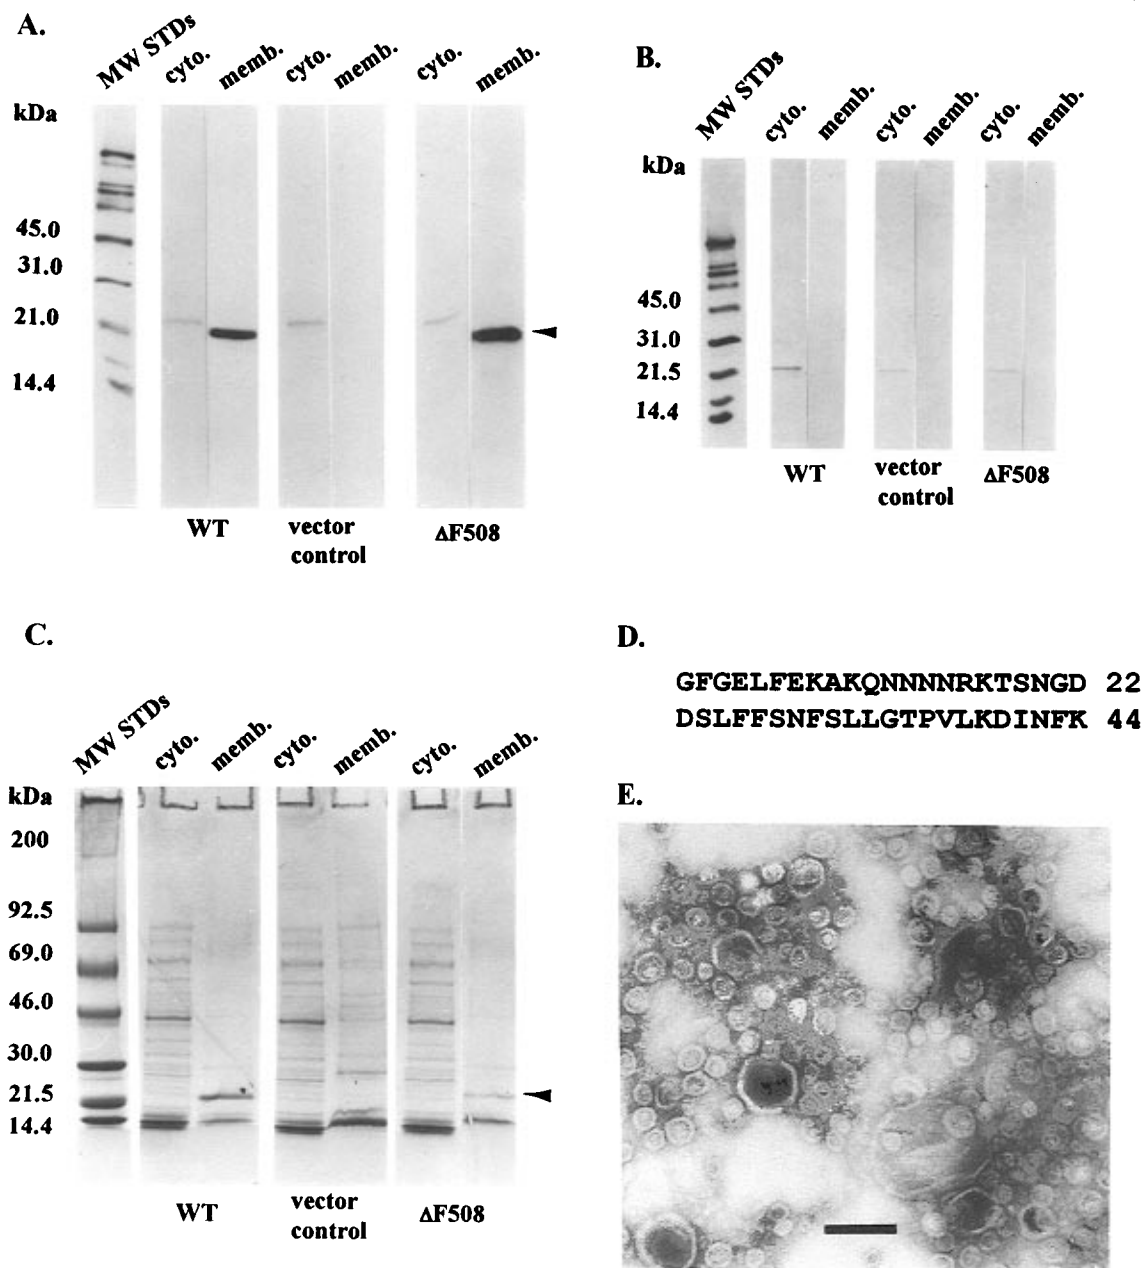 A.
MW STDs cyto. memb. cyto. memb. cyto. memb.
kDa
45.0
31.0
21.0
14.4
WT vector control ΔF508
B.
MW STDs cyto. memb. cyto. memb. cyto. memb.
kDa
45.0
31.0
21.5
14.4
WT vector control ΔF508
C.
MW STDs cyto. memb. cyto. memb. cyto. memb.
kDa
200
92.5
69.0
46.0
30.0
21.5
14.4
WT vector control ΔF508
D.
GFGELFEKAKQNNNNRKTSNGD 22
DSLFFSNFSLLGTPVLKDINFK 44
E.